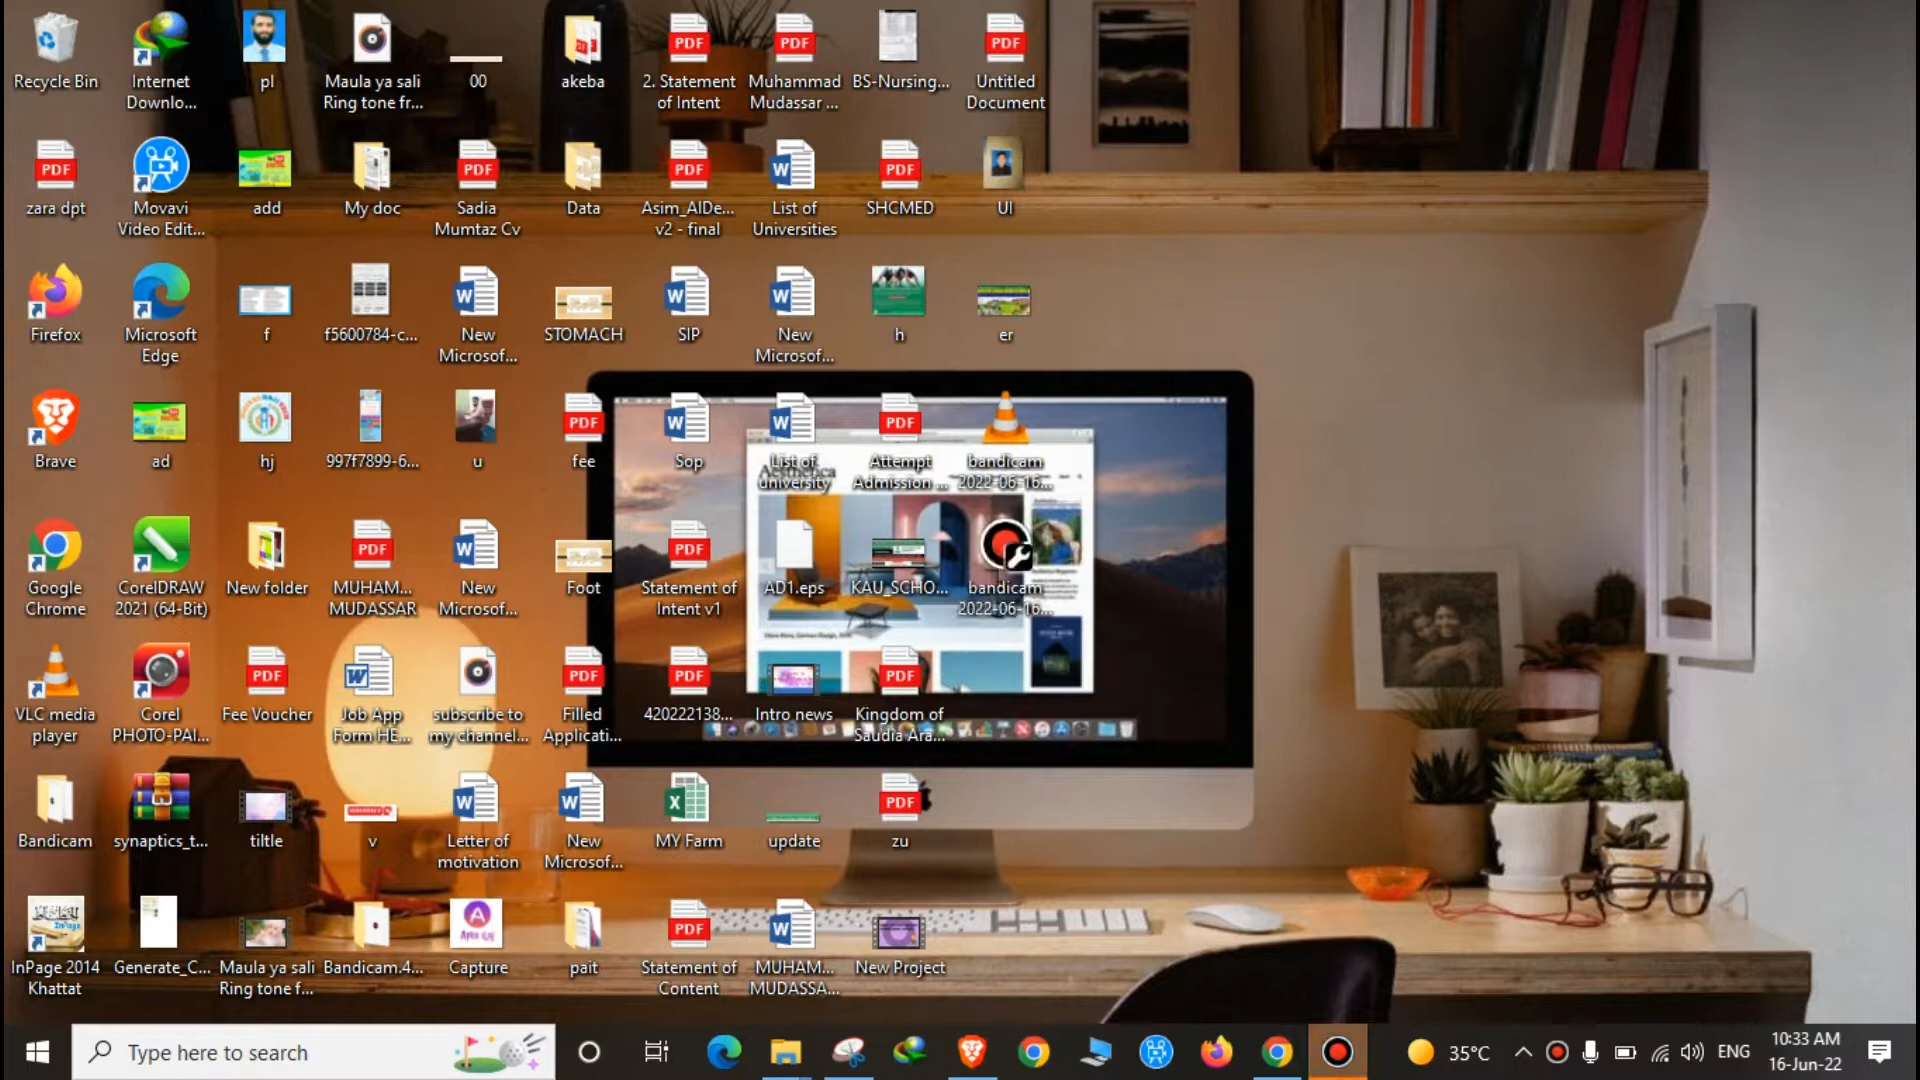 Recycle Bin
Internet
Downlo...
pl
Maula ya sali
Ring tone fr...
00
akeba
2. Statement
of Intent
Muhammad
Mudassar ...
BS-Nursing...
Untitled
Document
zara dpt
Movavi
Video Edit...
add
My doc
Sadia
Mumtaz Cv
Data
Asim_AIDe...
v2 - final
List of
Universities
SHCMED
UI
Firefox
Microsoft
Edge
f
f5600784-c...
New
Microsof...
STOMACH
SIP
New
Microsof...
h
er
Brave
ad
hj
997f7899-6...
u
fee
Sop
List of
university
Attempt
Admission ...
bandicam
2022-06-16...
Google
Chrome
CorelDRAW
2021 (64-Bit)
New folder
MUHAM...
MUDASSAR
New
Microsof...
Foot
Statement of
Intent v1
AD1.eps
KAU_SCHO...
bandicam
2022-06-16...
VLC media
player
Corel
PHOTO-PAI...
Fee Voucher
Job App
Form HE...
subscribe to
my channel...
Filled
Applicati...
420222138...
Intro news
Kingdom of
Saudia Ara...
Bandicam
synaptics_t...
tiltle
v
Letter of
motivation
New
Microsof...
MY Farm
update
zu
InPage 2014
Khattat
Generate_C...
Maula ya sali
Ring tone f...
Bandicam.4...
Capture
pait
Statement of
Content
MUHAM...
MUDASSA...
New Project
Type here to search
35°C
ENG
10:33 AM
16-Jun-22